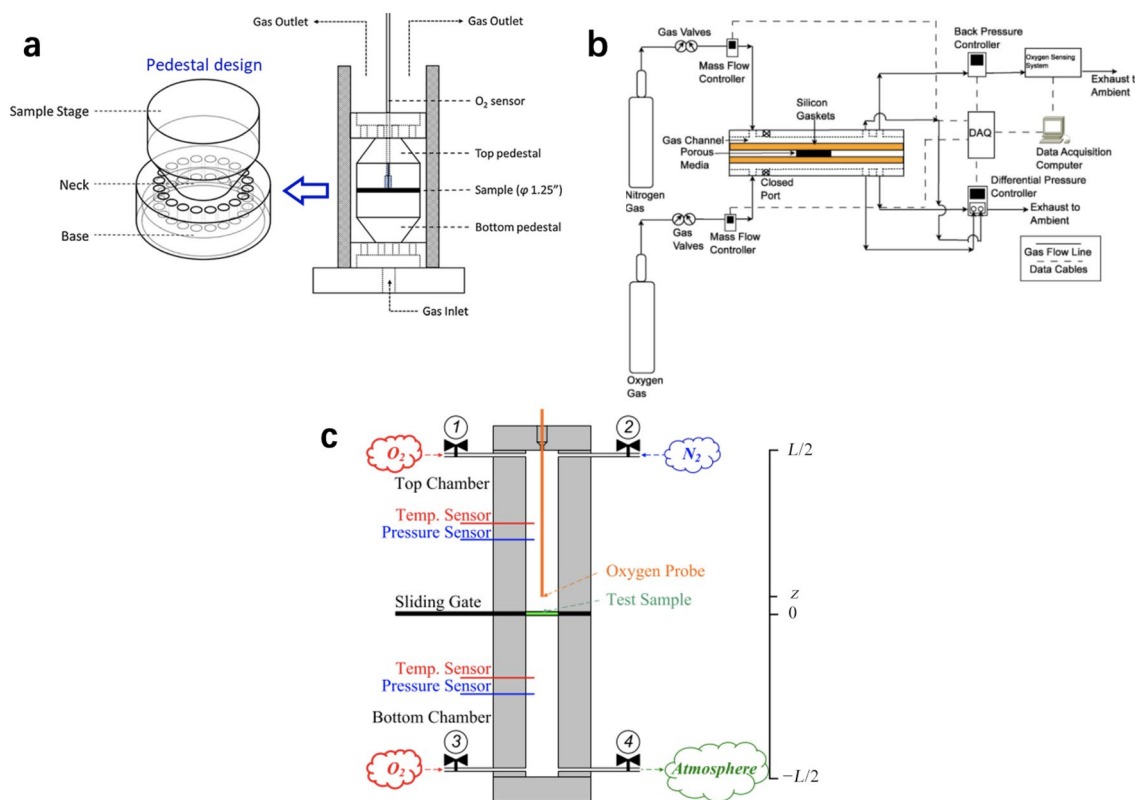 a
Gas Outlet
Gas Outlet
Pedestal design
Sample Stage
Neck
Base
O₂ sensor
Top pedestal
Sample (φ 1.25”)
Bottom pedestal
Gas Inlet
b
Gas Valves
Mass Flow
Controller
Back Pressure
Controller
Oxygen Sensing
System
Exhaust t
Ambient
Silicon
Gaskets
Gas Channel
Porous
Media
Closed
Port
DAQ
Data Acquisition
Computer
Nitrogen
Gas
Differential Pressure
Controller
Exhaust to
Ambient
Gas
Valves
Mass Flow
Controller
Gas Flow Line
Data Cables
Oxygen
Gas
c
1
2
O₂
N₂
L/2
Top Chamber
Temp. Sensor
Pressure Sensor
Oxygen Probe
z
Test Sample
Sliding Gate
0
Temp. Sensor
Pressure Sensor
Bottom Chamber
3
4
O₂
Atmosphere
−L/2